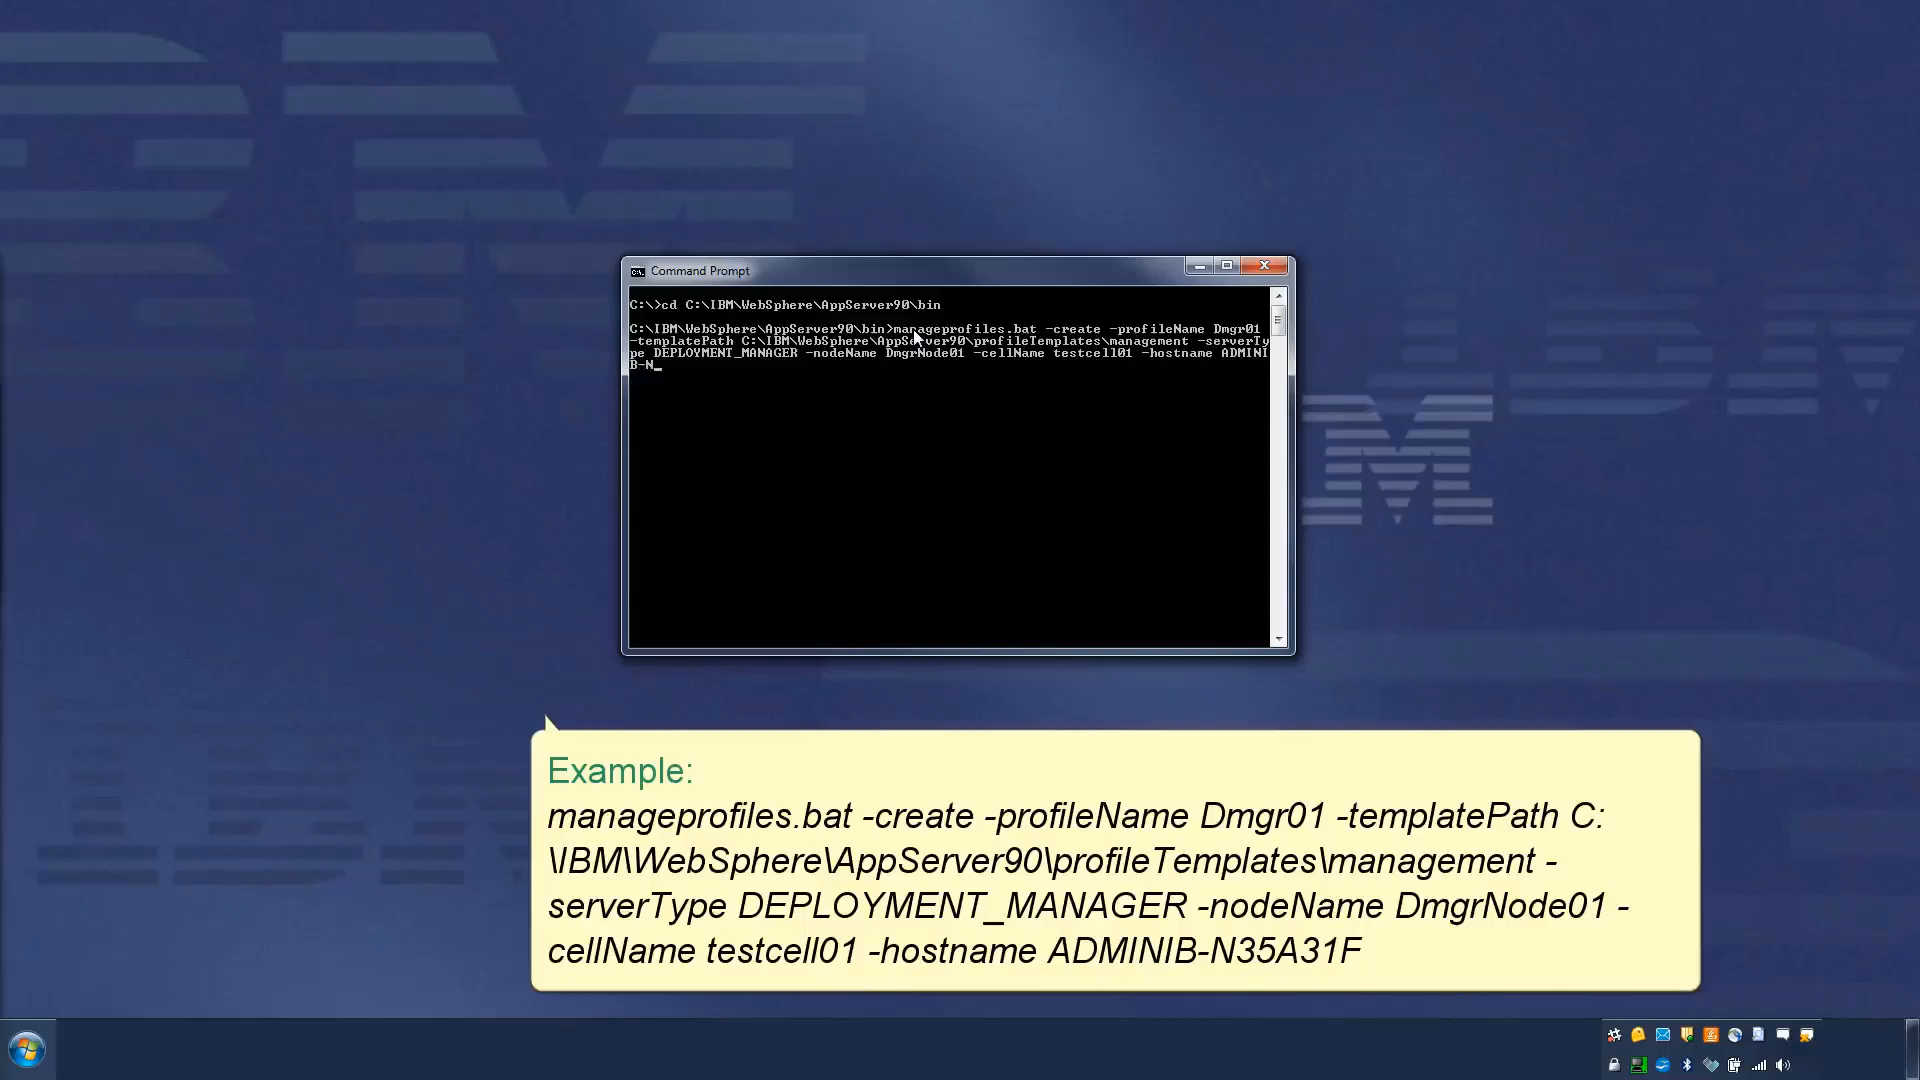 Command Prompt
C:\>cd C:\IBM\WebSphere\AppServer90\bin
C:\IBM\WebSphere\AppServer90\bin>manageprofiles.bat -create -profileName Dmgr01
-templatePath C:\IBM\WebSphere\AppServer90\profileTemplates\management -serverTy
pe DEPLOYMENT_MANAGER -nodeName DmgrNode01 -cellName testcell01 -hostname ADMINI
B-N_
Example:
manageprofiles.bat -create -profileName Dmgr01 -templatePath C:
\IBM\WebSphere\AppServer90\profileTemplates\management -
serverType DEPLOYMENT_MANAGER -nodeName DmgrNode01 -
cellName testcell01 -hostname ADMINIB-N35A31F